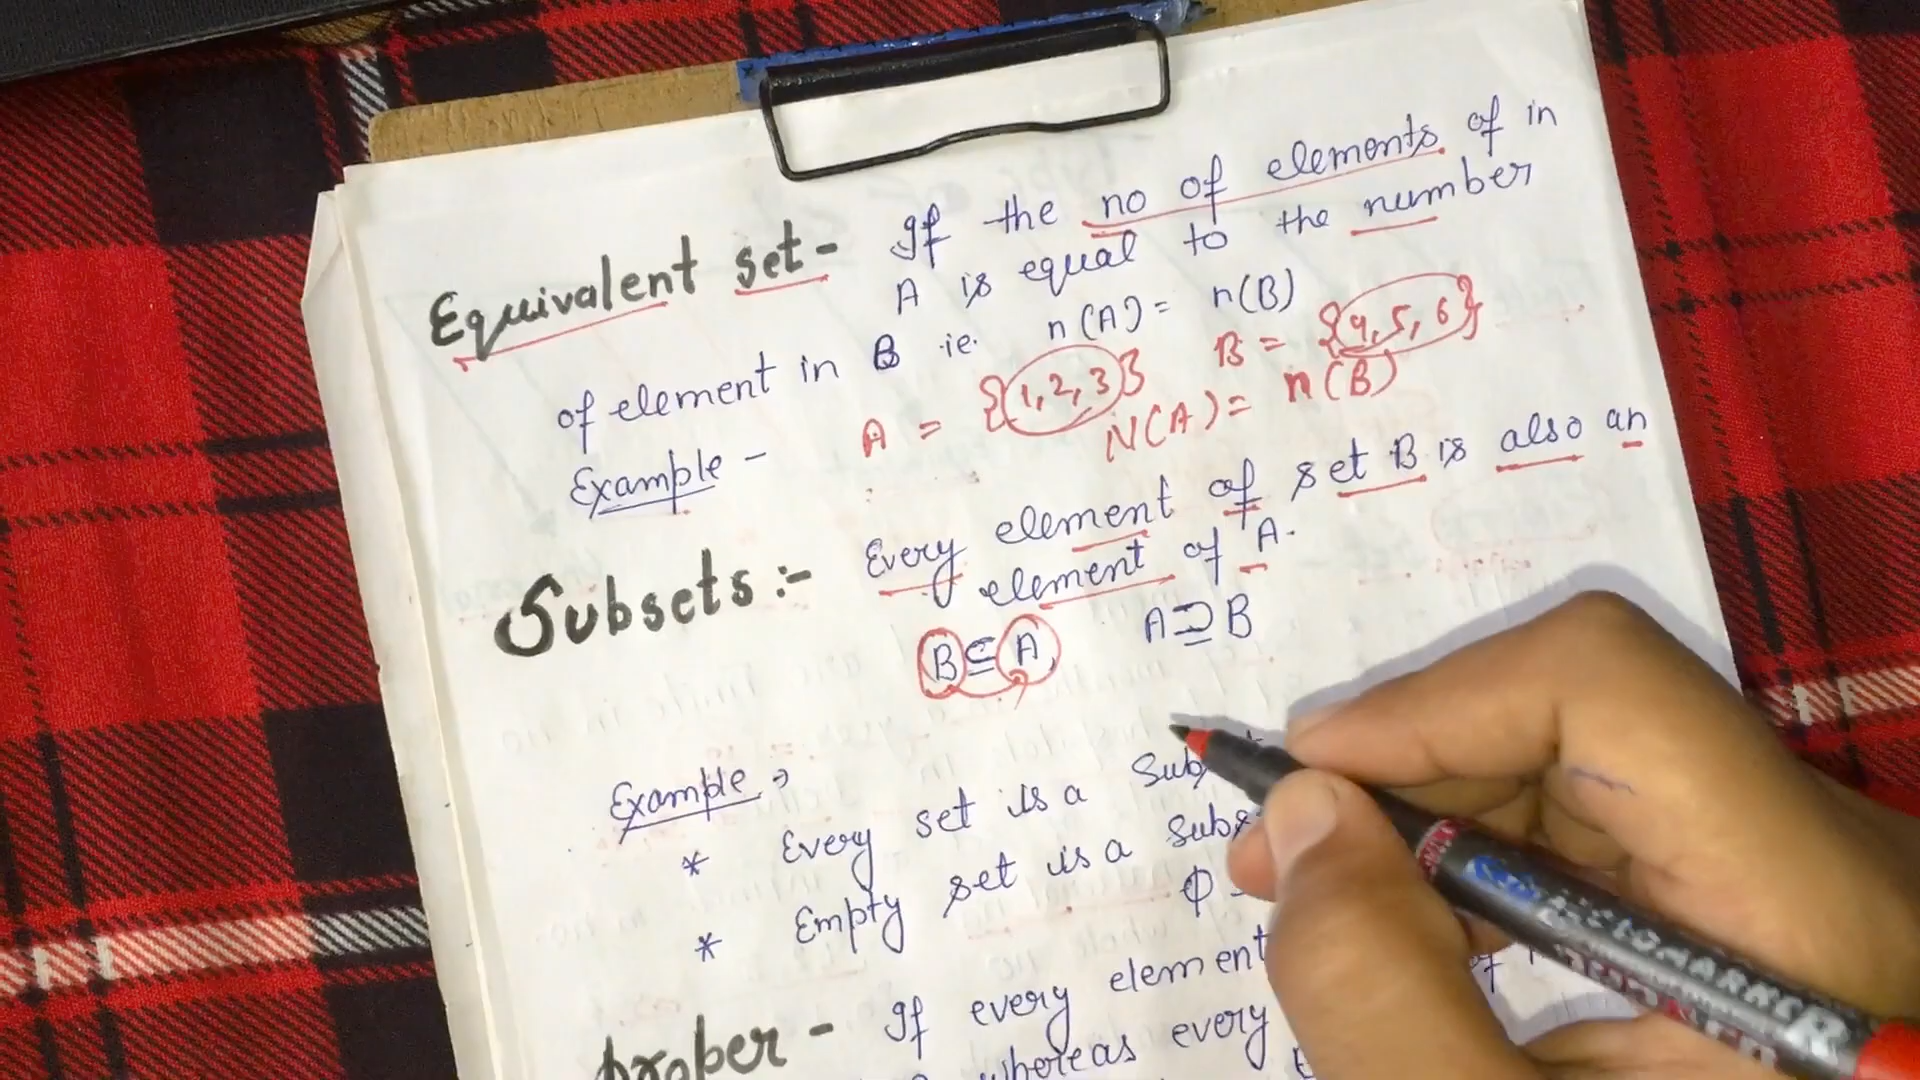 Equivalent set - If the no of elements of in
A is equal to the number
of element in B ie. n(A) = n(B)
Example - A = {1, 2, 3} B = {4, 5, 6}
N(A) = n(B)
Subsets :- Every element of set B is also an
element of A.
B ⊆ A, A ⊇ B
Example →
* Every set is a
* Empty set is a
φ
proper - If every element
whereas every